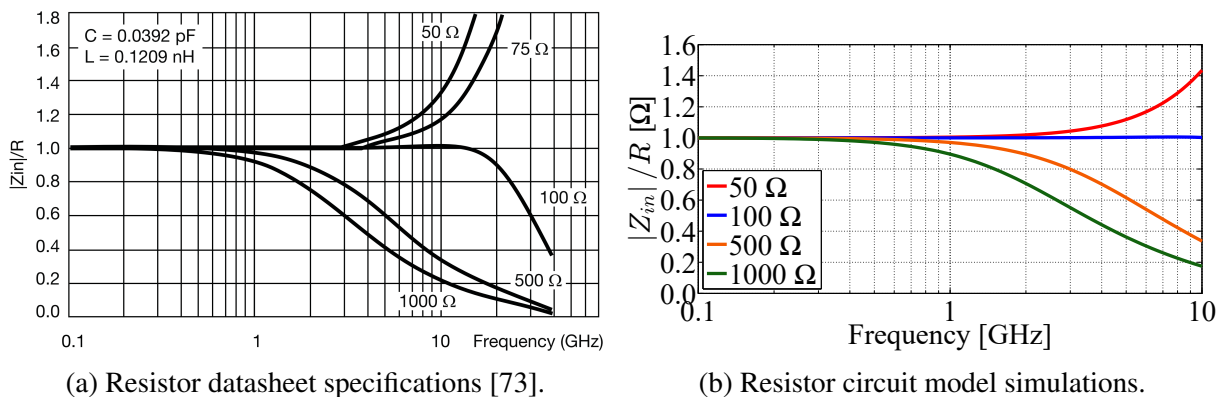 1.8
1.6
1.4
1.2
1.0
0.8
0.6
0.4
0.2
0.0
|Zin|/R
C = 0.0392 pF
L = 0.1209 nH
50 Ω
75 Ω
100 Ω
500 Ω
1000 Ω
0.1
1
10
Frequency (GHz)
(a) Resistor datasheet specifications [73].
1.6
1.4
1.2
1.0
0.8
0.6
0.4
0.2
0.0
|Z_in| /R [Ω]
50 Ω
100 Ω
500 Ω
1000 Ω
0.1
1
10
Frequency [GHz]
(b) Resistor circuit model simulations.